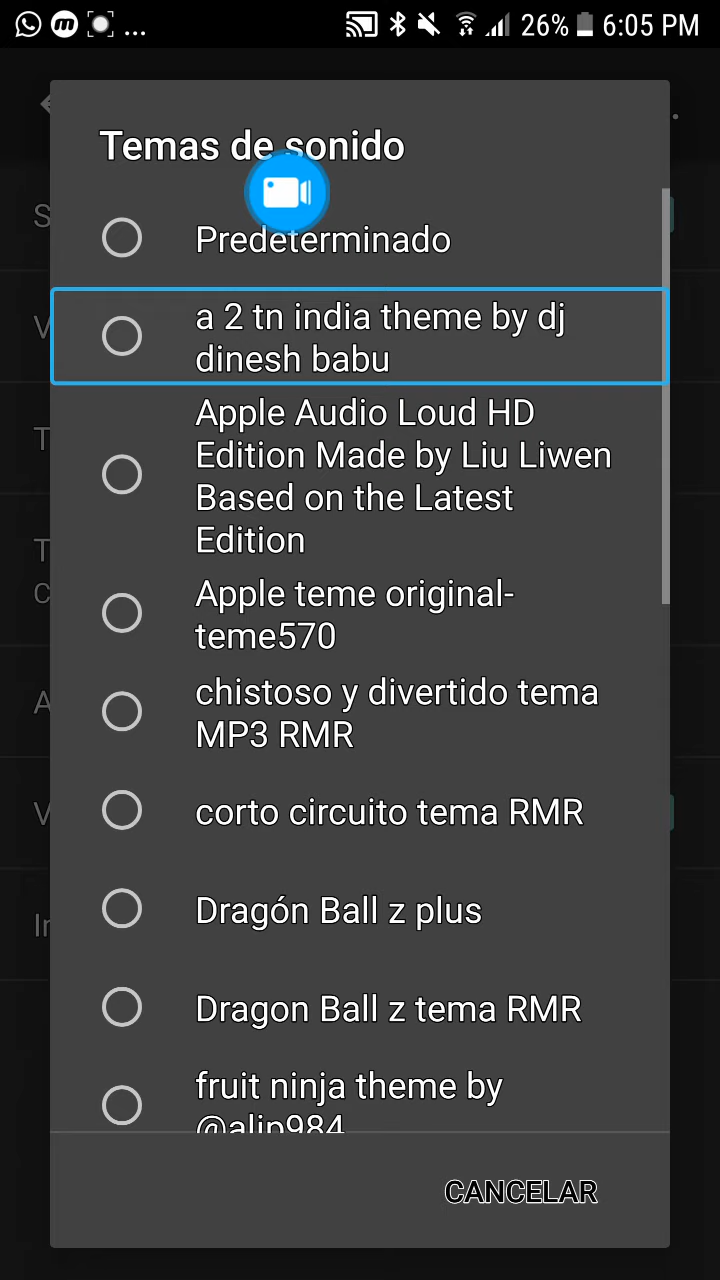 ... 26% 6:05 PM
Temas de sonido
Predeterminado
a 2 tn india theme by dj
dinesh babu
Apple Audio Loud HD
Edition Made by Liu Liwen
Based on the Latest
Edition
Apple teme original-
teme570
chistoso y divertido tema
MP3 RMR
corto circuito tema RMR
Dragón Ball z plus
Dragon Ball z tema RMR
fruit ninja theme by
@alip984
CANCELAR